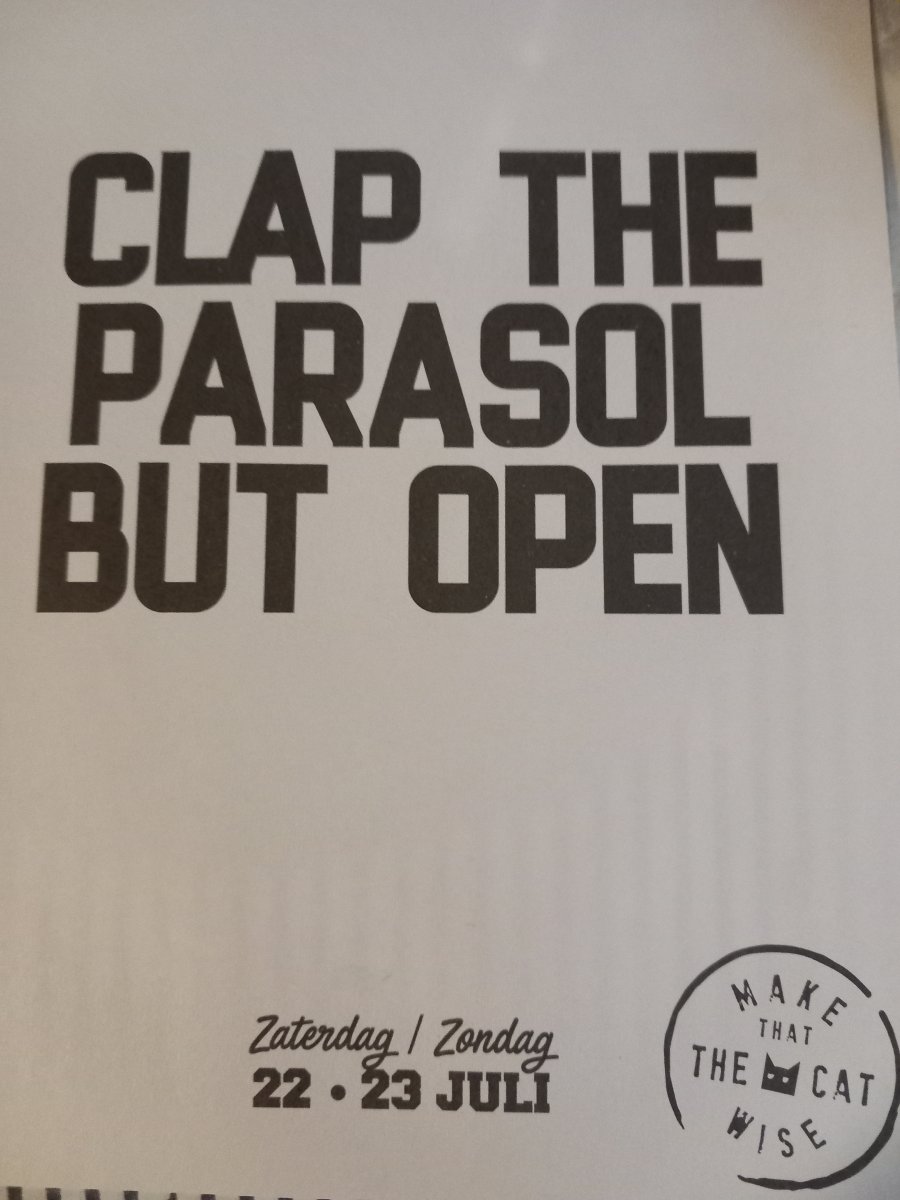 CLAP THE
PARASOL
BUT OPEN
Zaterdag / Zondag
22 • 23 JULI
MAKE
THAT
THE CAT
WISE